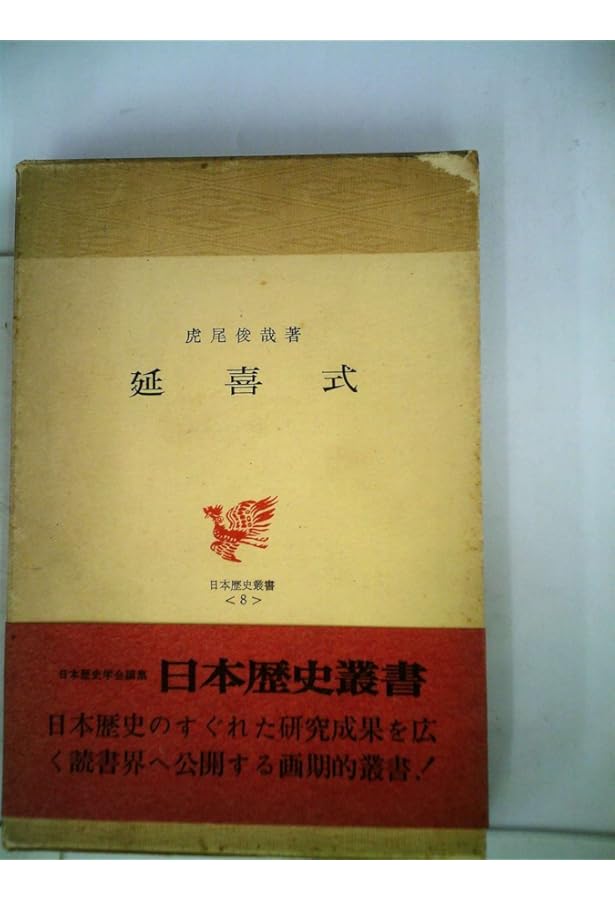 虎尾俊哉著
延喜式
日本歴史叢書
<8>
日本歴史学会編集 日本歴史叢書
日本歴史のすぐれた研究成果を広
く読書界へ公開する画期的叢書!